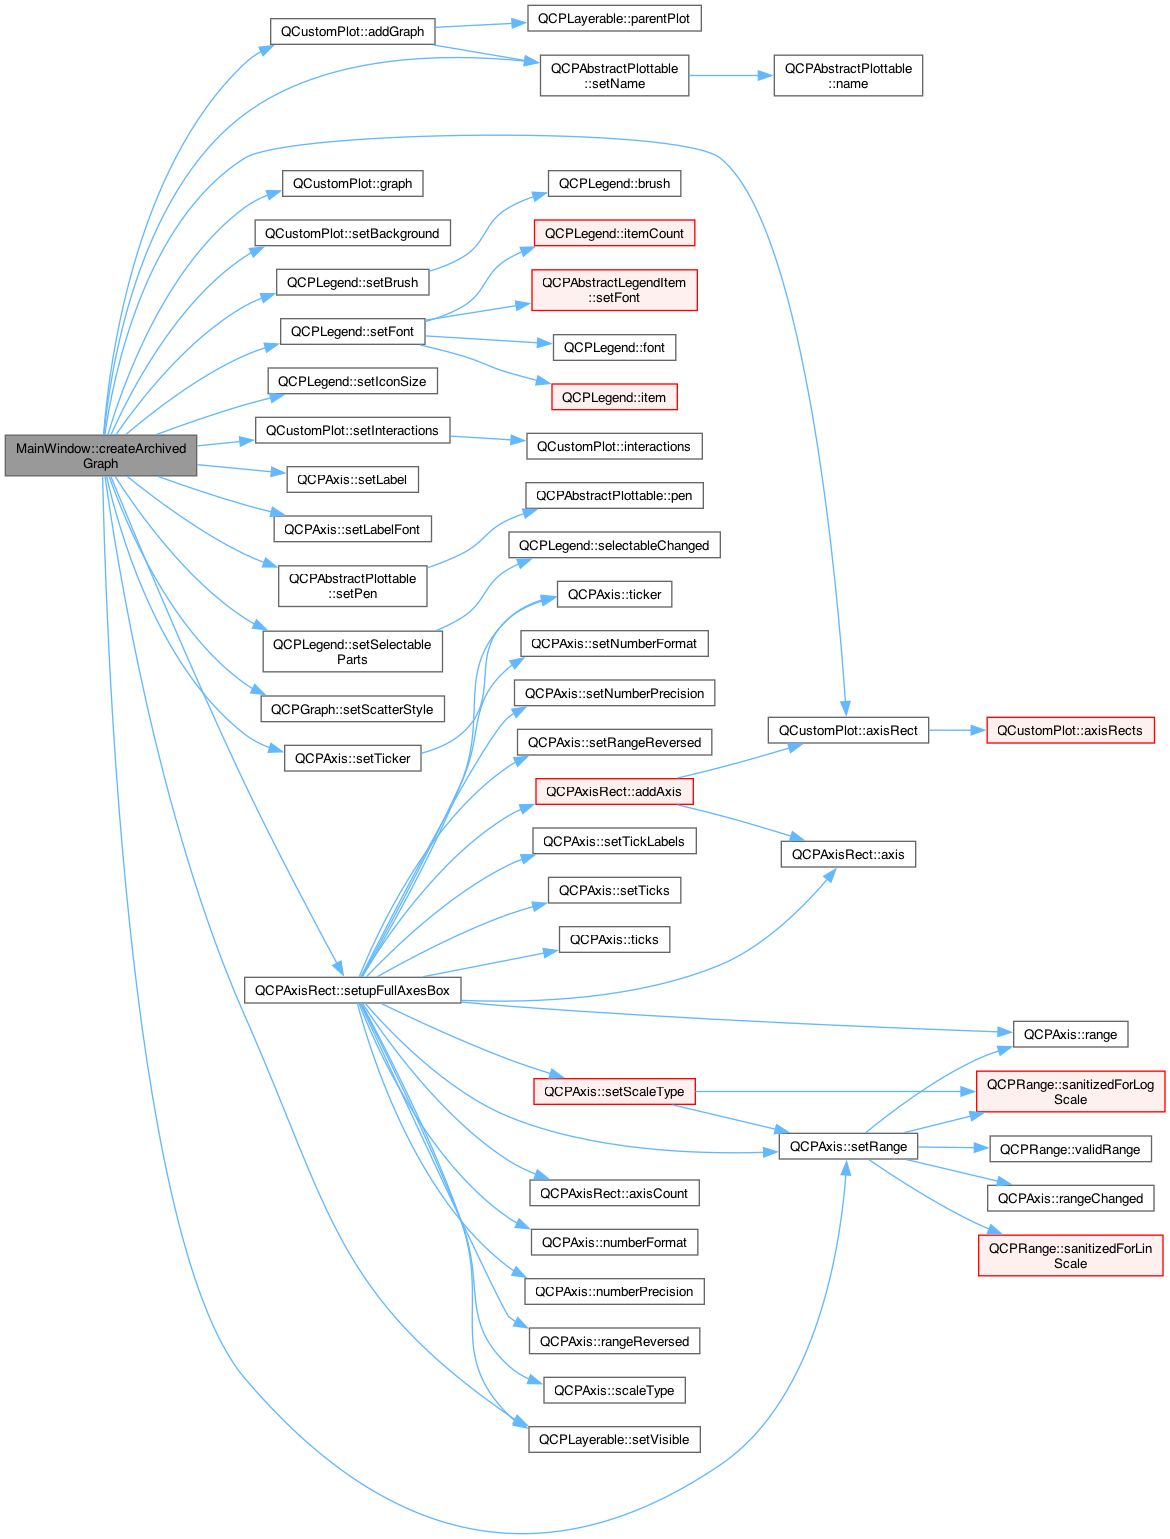 QCustomPlot::addGraph
QCPLayerable::parentPlot
QCPAbstractPlottable
::setName
QCPAbstractPlottable
::name
QCustomPlot::graph
QCPLegend::brush
QCustomPlot::setBackground
QCPLegend::itemCount
QCPLegend::setBrush
QCPAbstractLegendItem
::setFont
QCPLegend::setFont
QCPLegend::font
QCPLegend::setIconSize
QCPLegend::item
MainWindow::createArchived
Graph
QCustomPlot::setInteractions
QCustomPlot::interactions
QCPAxis::setLabel
QCPAbstractPlottable::pen
QCPAxis::setLabelFont
QCPLegend::selectableChanged
QCPAbstractPlottable
::setPen
QCPAxis::ticker
QCPLegend::setSelectable
Parts
QCPAxis::setNumberFormat
QCPGraph::setScatterStyle
QCPAxis::setNumberPrecision
QCustomPlot::axisRect
QCustomPlot::axisRects
QCPAxis::setTicker
QCPAxis::setRangeReversed
QCPAxisRect::addAxis
QCPAxis::setTickLabels
QCPAxisRect::axis
QCPAxis::setTicks
QCPAxis::ticks
QCPAxisRect::setupFullAxesBox
QCPAxis::range
QCPAxis::setScaleType
QCPRange::sanitizedForLog
Scale
QCPAxis::setRange
QCPRange::validRange
QCPAxisRect::axisCount
QCPAxis::rangeChanged
QCPAxis::numberFormat
QCPRange::sanitizedForLin
Scale
QCPAxis::numberPrecision
QCPAxis::rangeReversed
QCPAxis::scaleType
QCPLayerable::setVisible